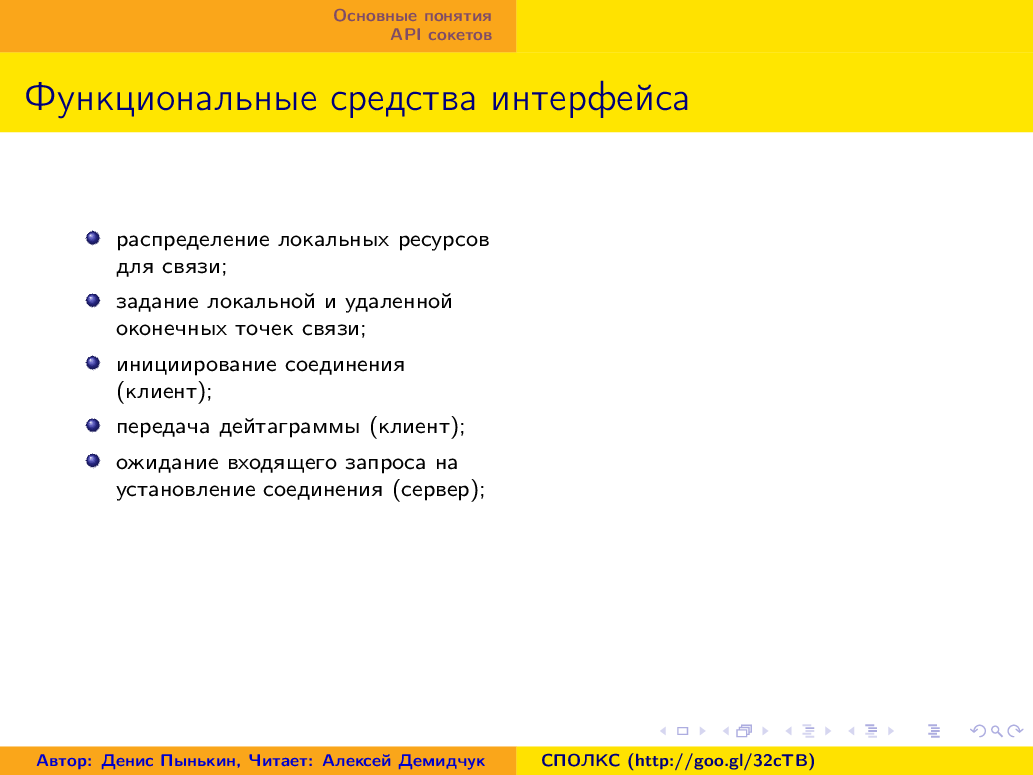 Основные понятия
API сокетов
Функциональные средства интерфейса
распределение локальных ресурсов
для связи;
задание локальной и удаленной
оконечных точек связи;
инициирование соединения
(клиент);
передача дейтаграммы (клиент);
ожидание входящего запроса на
установление соединения (сервер);
Автор: Денис Пынькин, Читает: Алексей Демидчук
СПОЛКС (http://goo.gl/32cTB)